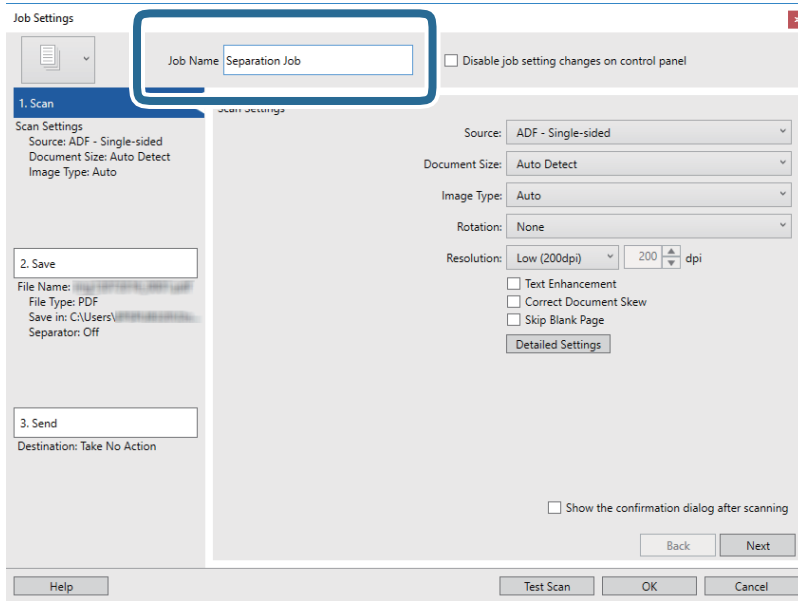 Job Settings
Job Name Separation Job
Disable job setting changes on control panel
1. Scan
Scan Settings
Source: ADF - Single-sided
Document Size: Auto Detect
Image Type: Auto
2. Save
File Name:
File Type: PDF
Save in: C:\Users\
Separator: Off
3. Send
Destination: Take No Action
Scan Settings
Source: ADF - Single-sided
Document Size: Auto Detect
Image Type: Auto
Rotation: None
Resolution: Low (200dpi) 200 dpi
Text Enhancement
Correct Document Skew
Skip Blank Page
Detailed Settings
Show the confirmation dialog after scanning
Back Next
Help Test Scan OK Cancel